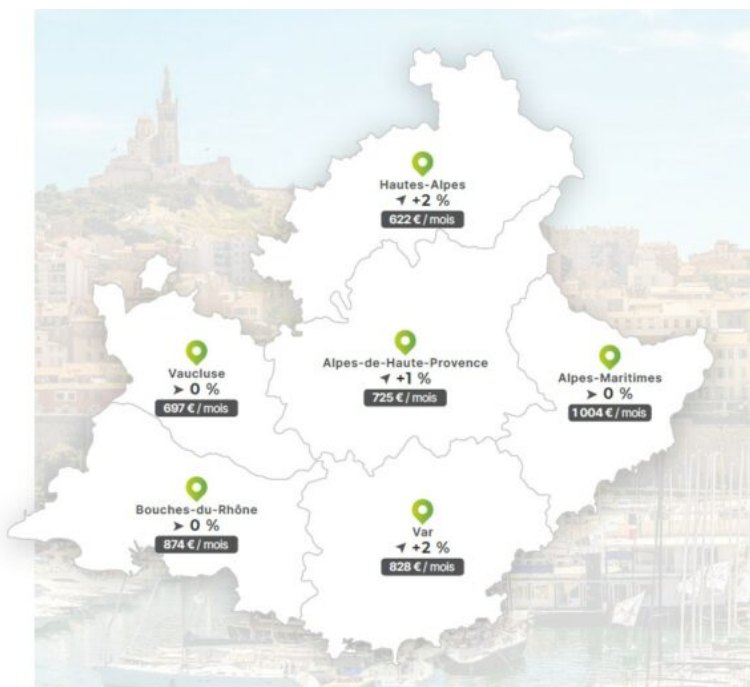 Hautes-Alpes
+2 %
622 € / mois
Vaucluse
0 %
697 € / mois
Alpes-de-Haute-Provence
+1 %
725 € / mois
Alpes-Maritimes
0 %
1 004 € / mois
Bouches-du-Rhône
0 %
874 € / mois
Var
+2 %
828 € / mois